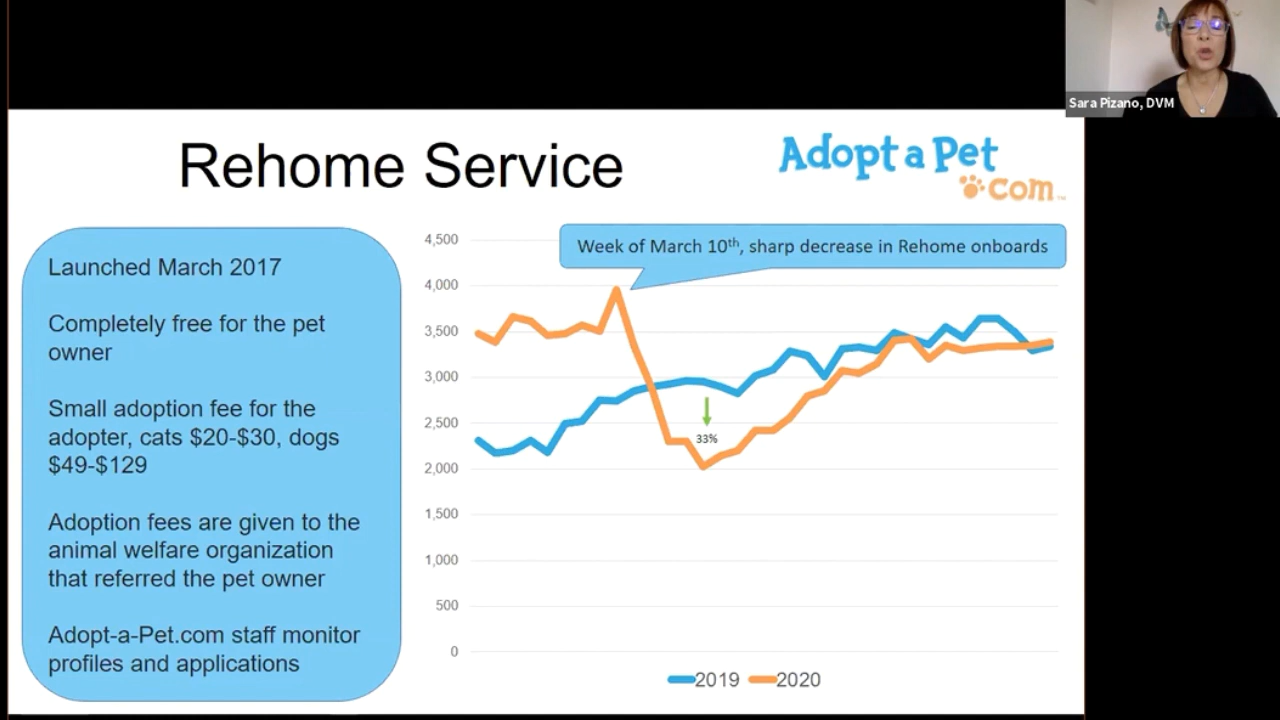 Sara Pizano, DVM
Rehome Service
Adopt a Pet
.com
Launched March 2017
Completely free for the pet
owner
Small adoption fee for the
adopter, cats $20-$30, dogs
$49-$129
Adoption fees are given to the
animal welfare organization
that referred the pet owner
Adopt-a-Pet.com staff monitor
profiles and applications
Week of March 10th, sharp decrease in Rehome onboards
4,500
4,000
3,500
3,000
2,500
2,000
1,500
1,000
500
0
33%
2019 2020